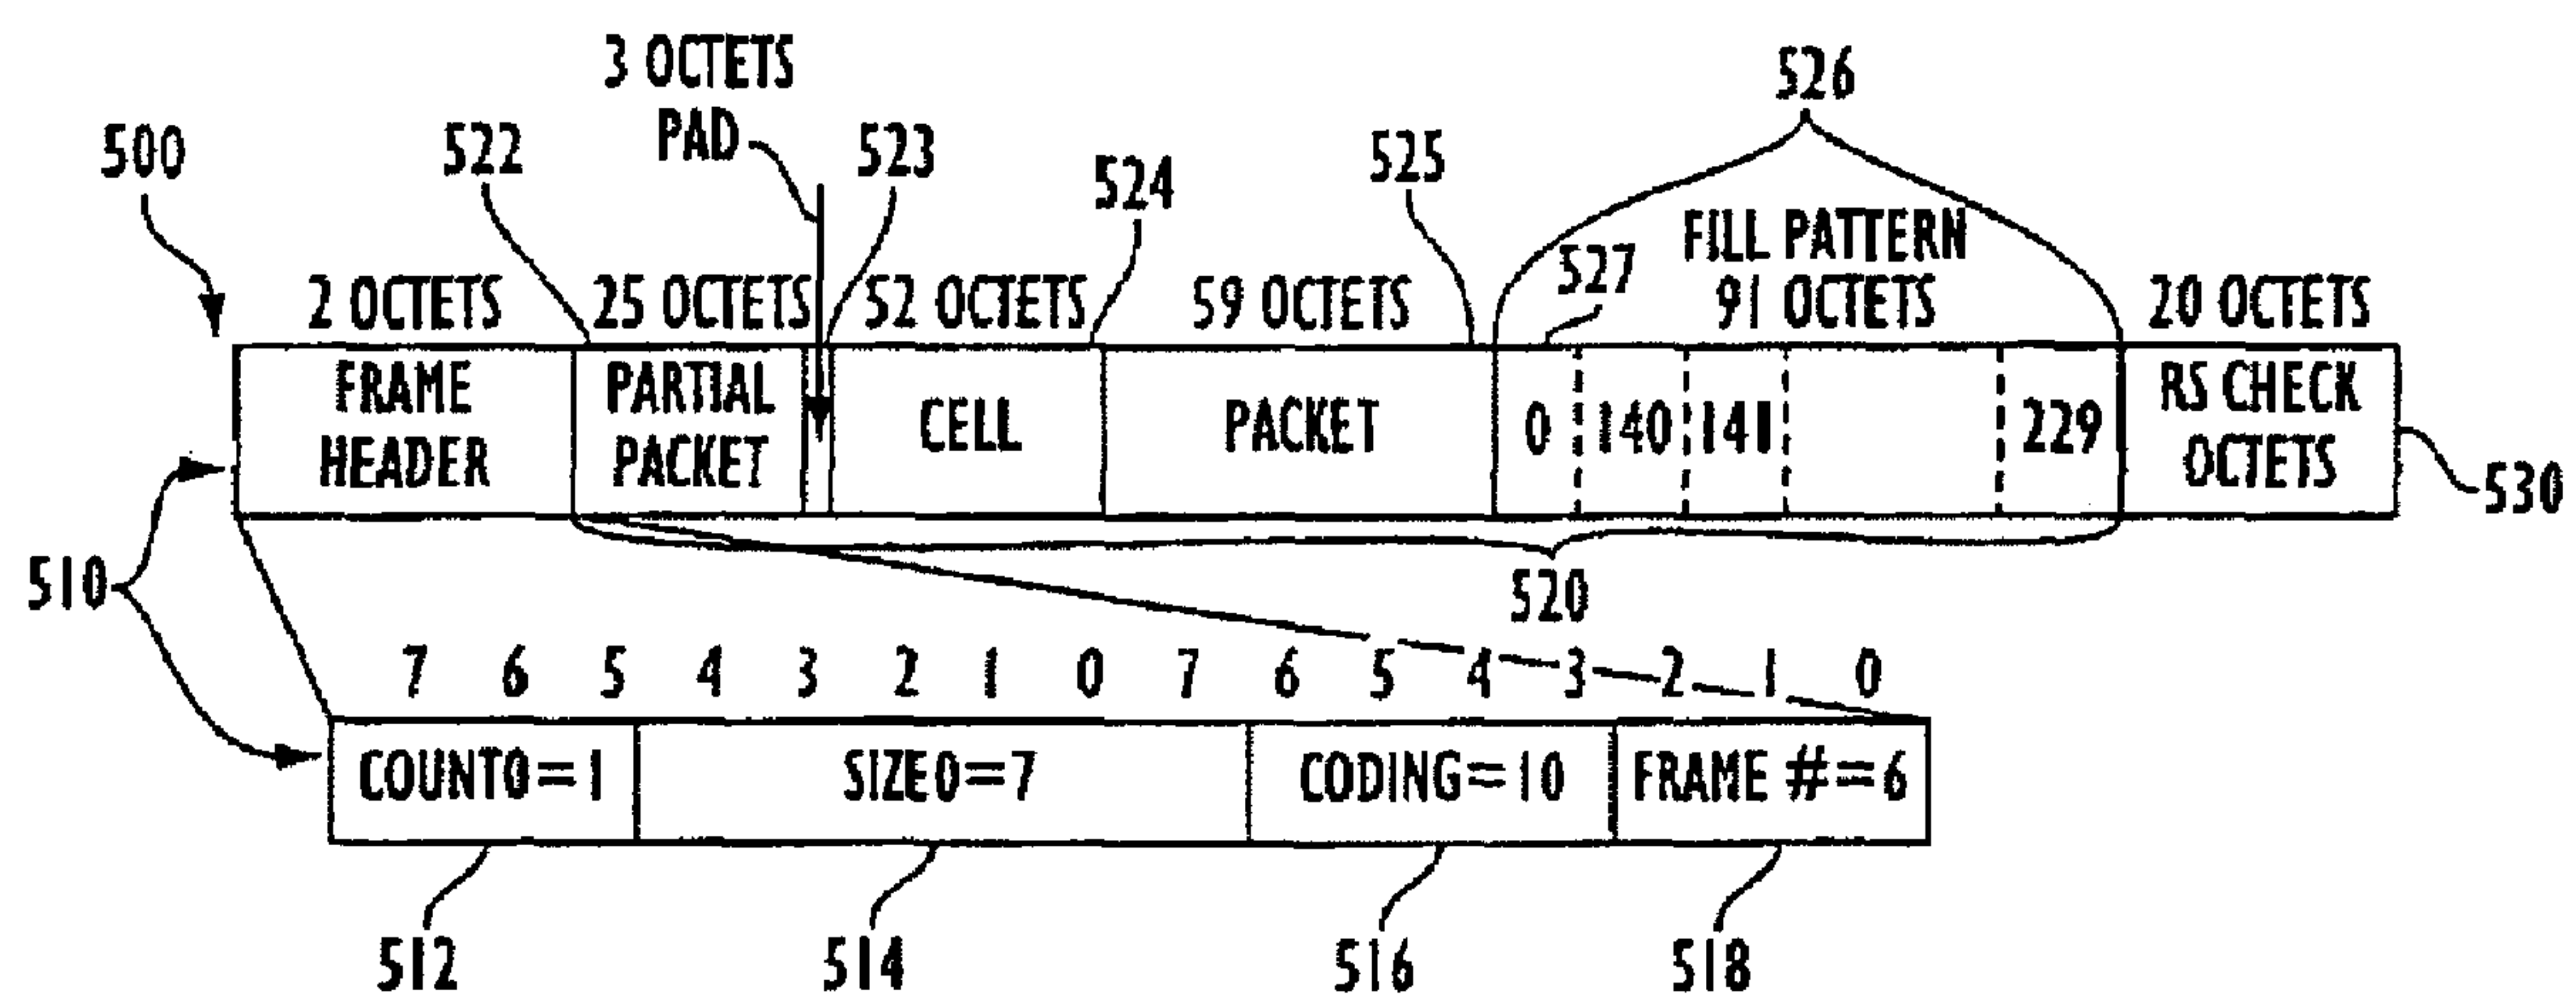 3 OCTETS
PAD
526
500
522
523
524
525
FILL PATTERN
527
2 OCTETS
25 OCTETS
52 OCTETS
59 OCTETS
91 OCTETS
20 OCTETS
FRAME
HEADER
PARTIAL
PACKET
CELL
PACKET
0
140
141
229
RS CHECK
OCTETS
530
510
520
7 6 5 4 3 2 1 0 7 6 5 4 3 2 1 0
COUNT0=1
SIZE0=7
CODING=10
FRAME #=6
512
514
516
518